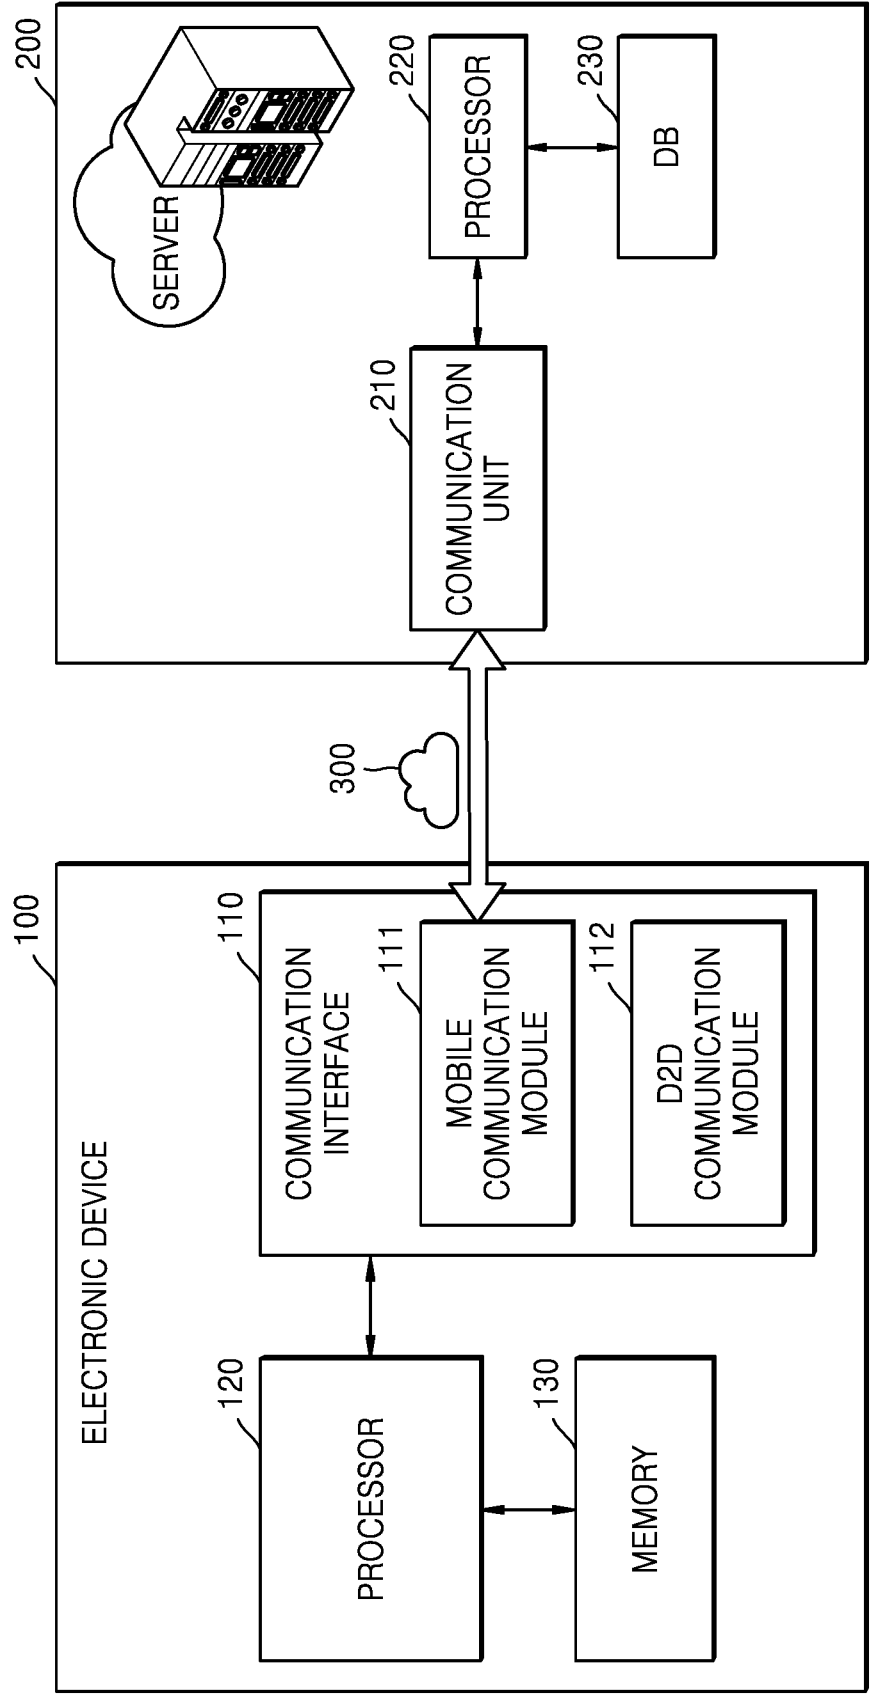 100
ELECTRONIC DEVICE
120
PROCESSOR
130
MEMORY
110
COMMUNICATION
INTERFACE
111
MOBILE
COMMUNICATION
MODULE
112
D2D
COMMUNICATION
MODULE
300
200
SERVER
210
COMMUNICATION
UNIT
220
PROCESSOR
230
DB